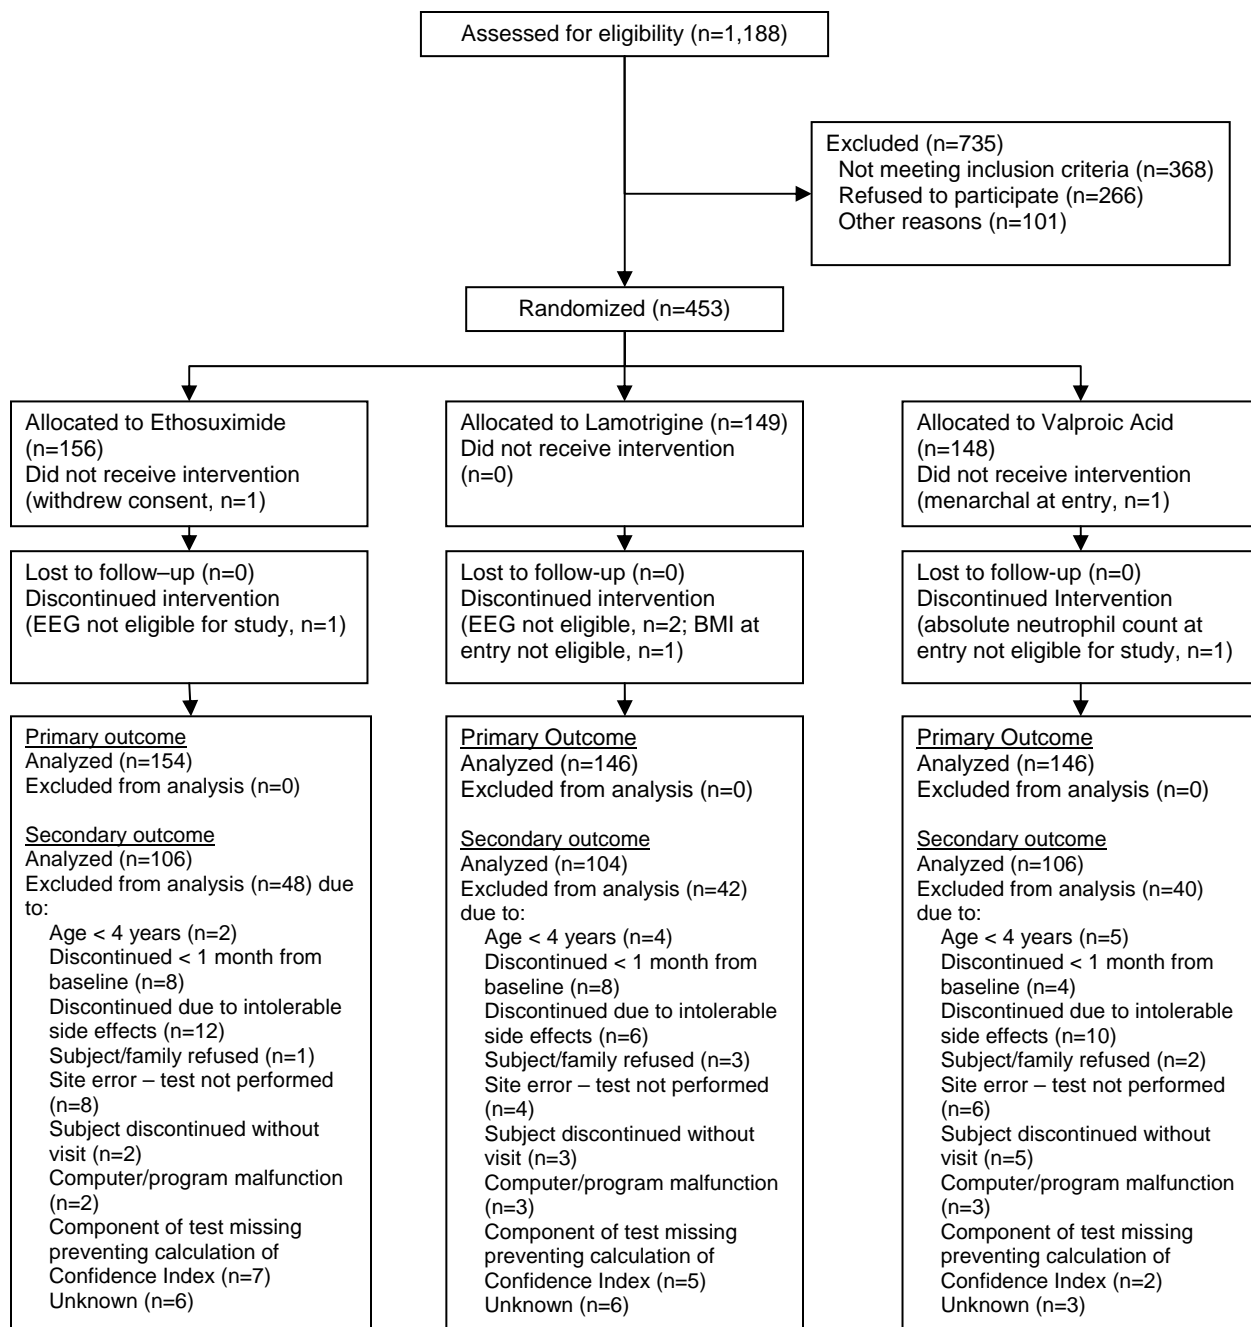 Assessed for eligibility (n=1,188)
Excluded (n=735)
Not meeting inclusion criteria (n=368)
Refused to participate (n=266)
Other reasons (n=101)
Randomized (n=453)
Allocated to Ethosuximide
(n=156)
Did not receive intervention
(withdrew consent, n=1)
Allocated to Lamotrigine (n=149)
Did not receive intervention
(n=0)
Allocated to Valproic Acid
(n=148)
Did not receive intervention
(menarchal at entry, n=1)
Lost to follow–up (n=0)
Discontinued intervention
(EEG not eligible for study, n=1)
Lost to follow-up (n=0)
Discontinued intervention
(EEG not eligible, n=2; BMI at
entry not eligible, n=1)
Lost to follow-up (n=0)
Discontinued Intervention
(absolute neutrophil count at
entry not eligible for study, n=1)
Primary outcome
Analyzed (n=154)
Excluded from analysis (n=0)
Secondary outcome
Analyzed (n=106)
Excluded from analysis (n=48) due
to:
Age < 4 years (n=2)
Discontinued < 1 month from
baseline (n=8)
Discontinued due to intolerable
side effects (n=12)
Subject/family refused (n=1)
Site error – test not performed
(n=8)
Subject discontinued without
visit (n=2)
Computer/program malfunction
(n=2)
Component of test missing
preventing calculation of
Confidence Index (n=7)
Unknown (n=6)
Primary Outcome
Analyzed (n=146)
Excluded from analysis (n=0)
Secondary outcome
Analyzed (n=104)
Excluded from analysis (n=42)
due to:
Age < 4 years (n=4)
Discontinued < 1 month from
baseline (n=8)
Discontinued due to intolerable
side effects (n=6)
Subject/family refused (n=3)
Site error – test not performed
(n=4)
Subject discontinued without
visit (n=3)
Computer/program malfunction
(n=3)
Component of test missing
preventing calculation of
Confidence Index (n=5)
Unknown (n=6)
Primary Outcome
Analyzed (n=146)
Excluded from analysis (n=0)
Secondary outcome
Analyzed (n=106)
Excluded from analysis (n=40)
due to:
Age < 4 years (n=5)
Discontinued < 1 month from
baseline (n=4)
Discontinued due to intolerable
side effects (n=10)
Subject/family refused (n=2)
Site error – test not performed
(n=6)
Subject discontinued without
visit (n=5)
Computer/program malfunction
(n=3)
Component of test missing
preventing calculation of
Confidence Index (n=2)
Unknown (n=3)